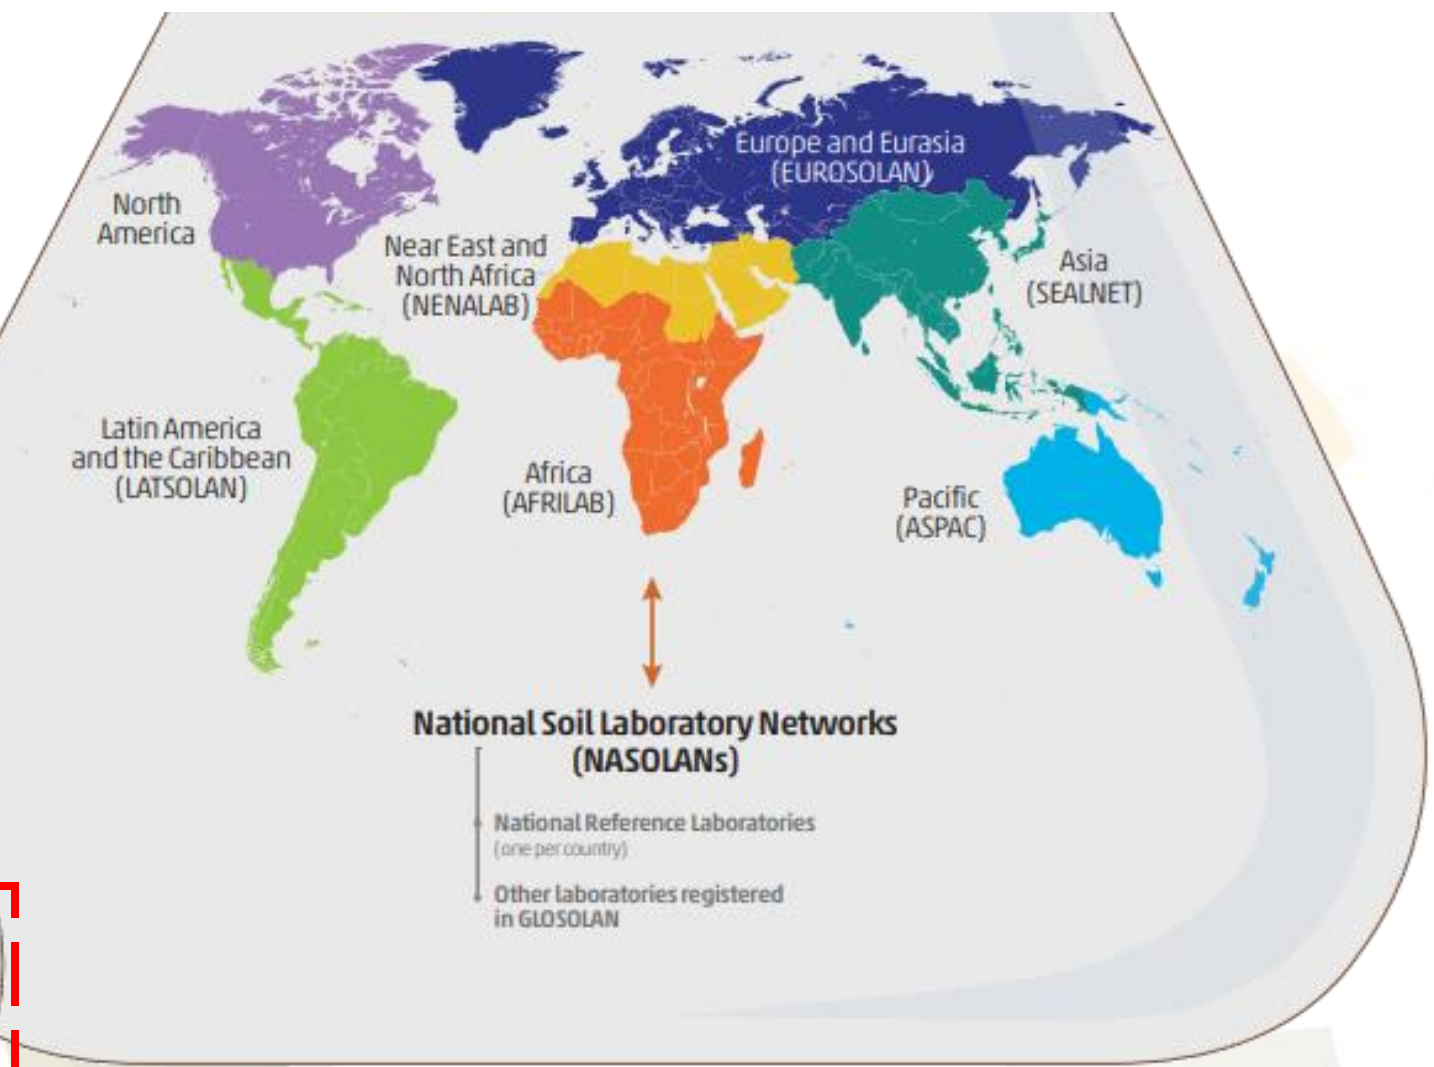 Europe and Eurasia
(EUROSOLAN)
North
America
Near East and
North Africa
(NENALAB)
Asia
(SEALNET)
Latin America
and the Caribbean
(LATSOLAN)
Africa
(AFRILAB)
Pacific
(ASPAC)
National Soil Laboratory Networks
(NASOLANs)
National Reference Laboratories
(one per country)
Other laboratories registered
in GLOSOLAN